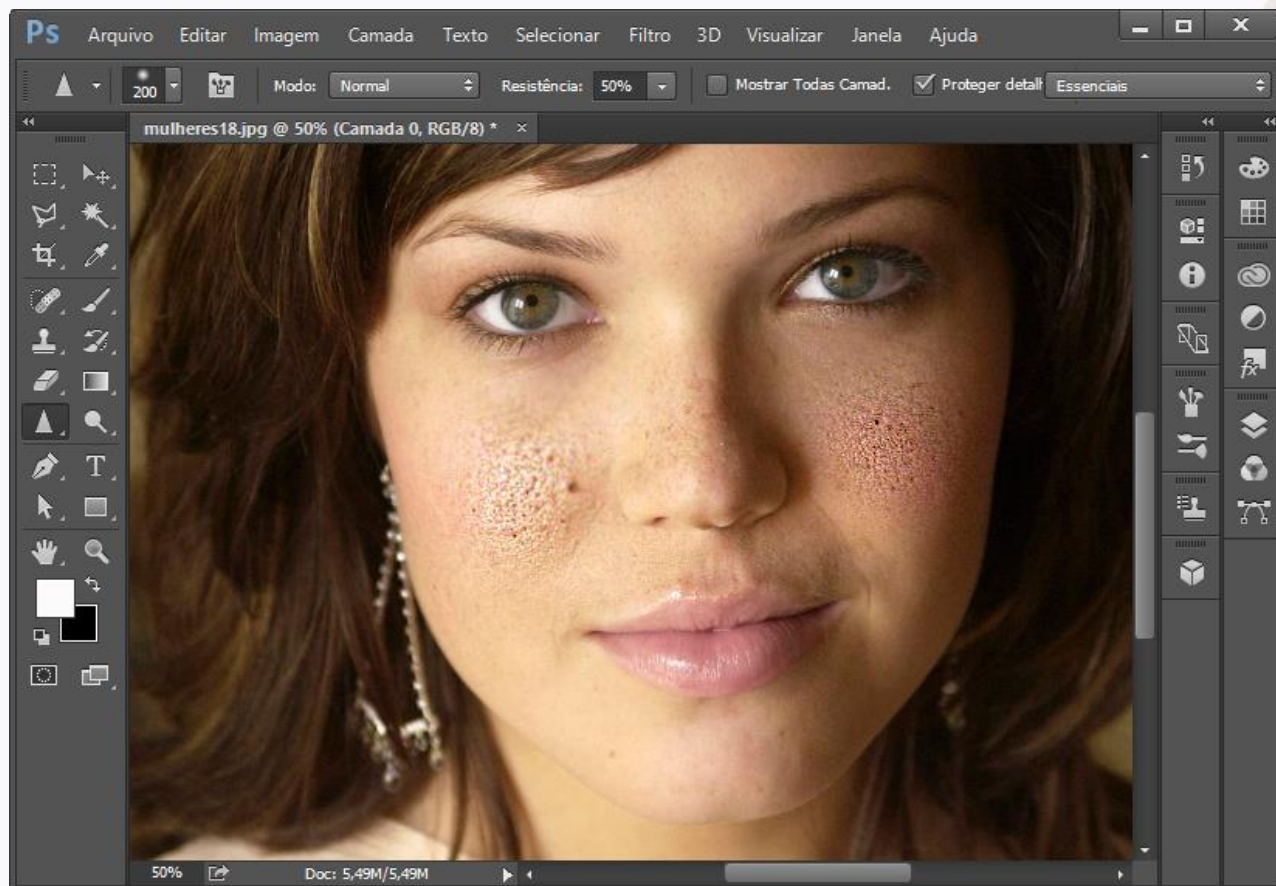 Ps Arquivo Editar Imagem Camada Texto Selecionar Filtro 3D Visualizar Janela Ajuda
200 Modo: Normal Resistência: 50% Mostrar Todas Camad. Proteger detalh Essenciais
mulheres18.jpg @ 50% (Camada 0, RGB/8) * ×
T
fx
50% Doc: 5,49M/5,49M